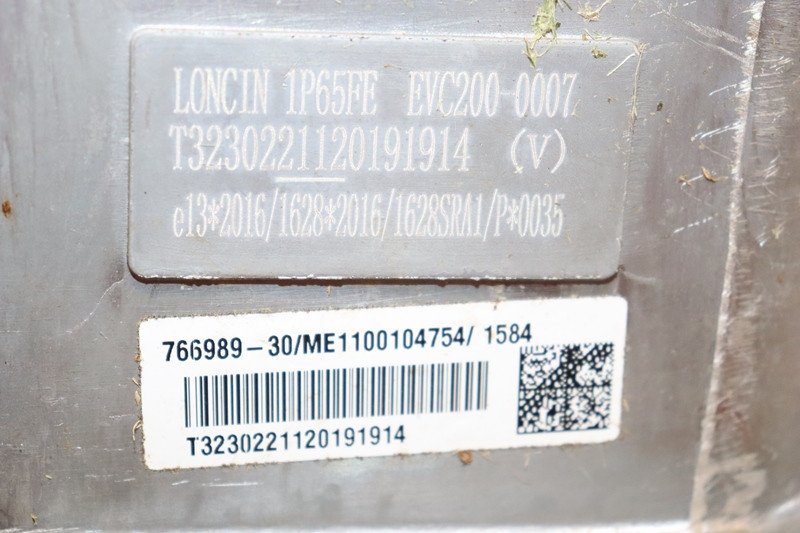 LONCIN 1P65FE EVC200 0007
T3230221120191914 (V)
e13*2016/1628*2016/1628SRA1/P*0035
766989-30/ME1100104754/ 1584
T3230221120191914